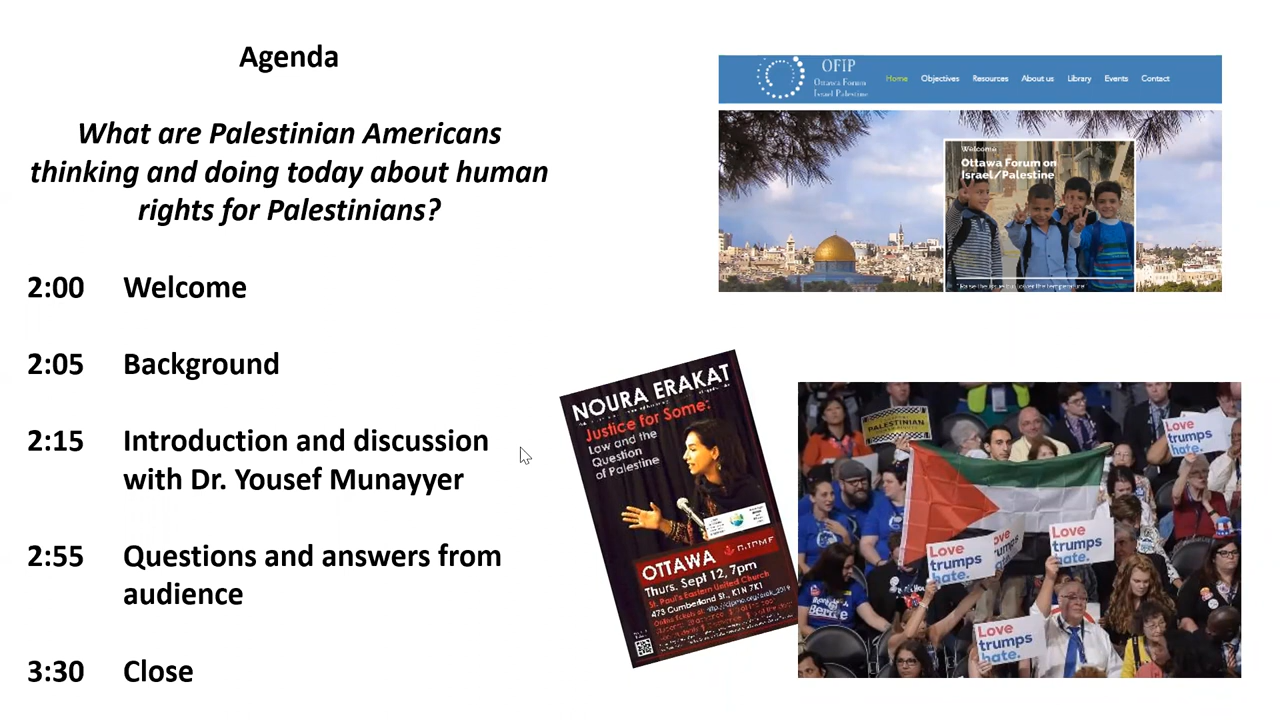 Agenda
What are Palestinian Americans
thinking and doing today about human
rights for Palestinians?
2:00 Welcome
2:05 Background
2:15 Introduction and discussion
with Dr. Yousef Munayyer
2:55 Questions and answers from
audience
3:30 Close
OFIP
Ottawa Forum
Israel Palestine
Home Objectives Resources About us Library Events Contact
Welcome
Ottawa Forum on
Israel/Palestine
NOURA ERAKAT
Justice for Some:
Law and the
Question
of Palestine
OTTAWA CJPME
Thurs. Sept 12, 7pm
St. Paul's Eastern United Church
473 Cumberland St., K1N 7K1
PALESTINIAN
Love
trumps
hate.
Love
trumps
hate.
Love
trumps
hate.
Love
trumps
hate.